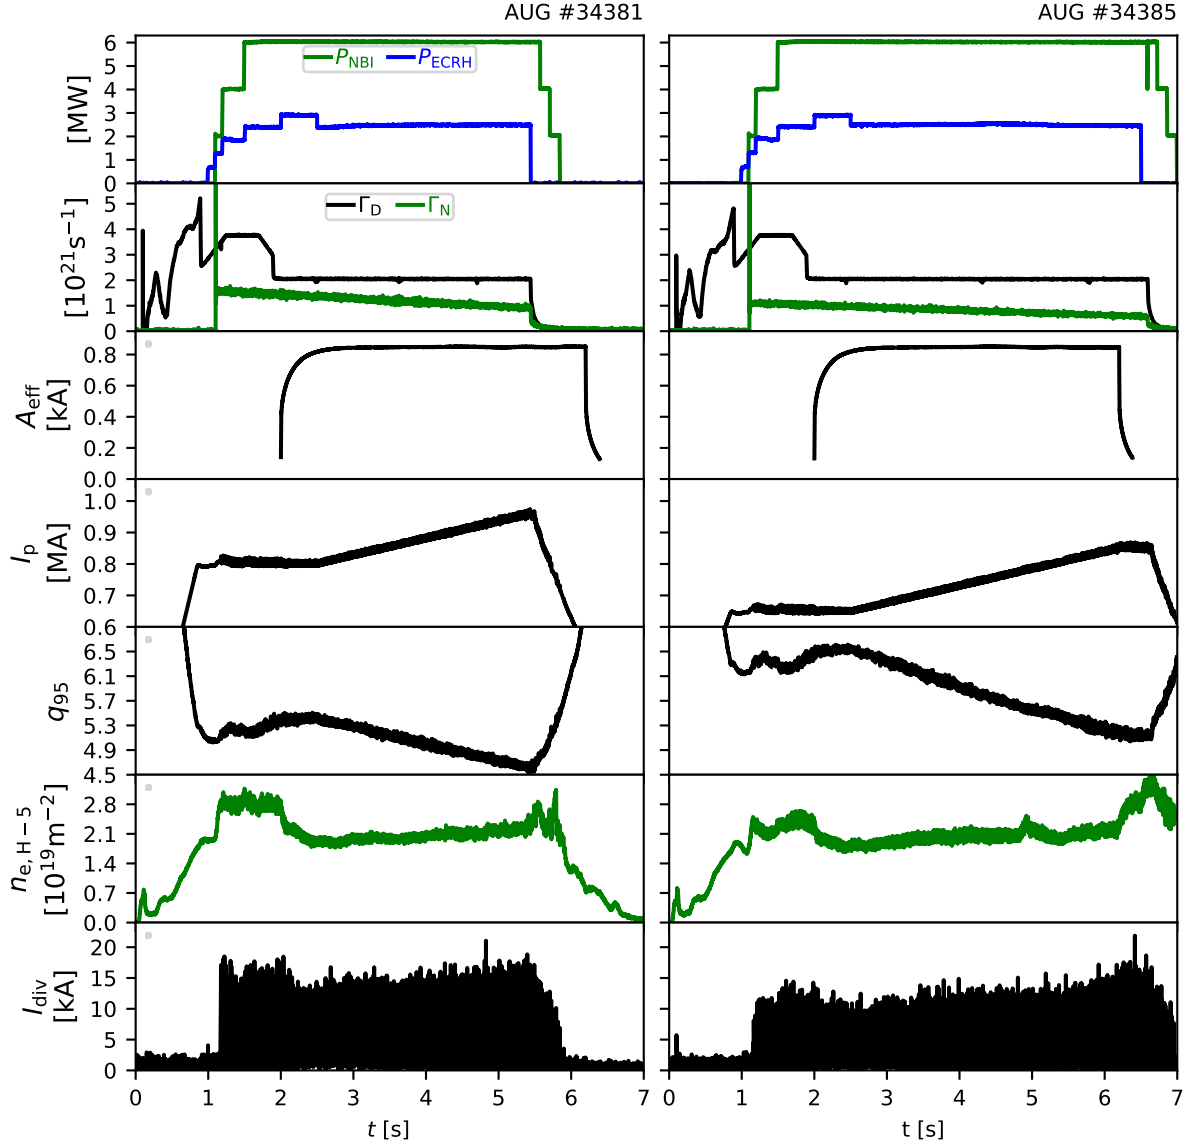 AUG #34381
AUG #34385
6
5
4
3
2
1
0
[MW]
P_NBI P_ECRH
5
4
3
2
1
0
[10^21 s^−1]
Γ_D Γ_N
0.8
0.6
0.4
0.2
0.0
A_eff
[kA]
1.0
0.9
0.8
0.7
0.6
I_p
[MA]
6.5
6.1
5.7
5.3
4.9
4.5
q_95
2.8
2.1
1.4
0.7
0.0
n_e,H−5
[10^19 m^−2]
20
15
10
5
0
I_div
[kA]
0 1 2 3 4 5 6 7
t [s]
0 1 2 3 4 5 6 7
t [s]